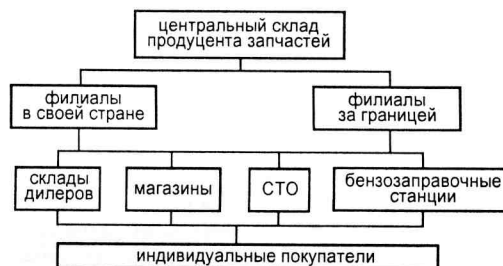 центральный склад
продуцента запчастей
филиалы
в своей стране
филиалы
за границей
склады
дилеров
магазины
СТО
бензозаправочные
станции
индивидуальные покупатели